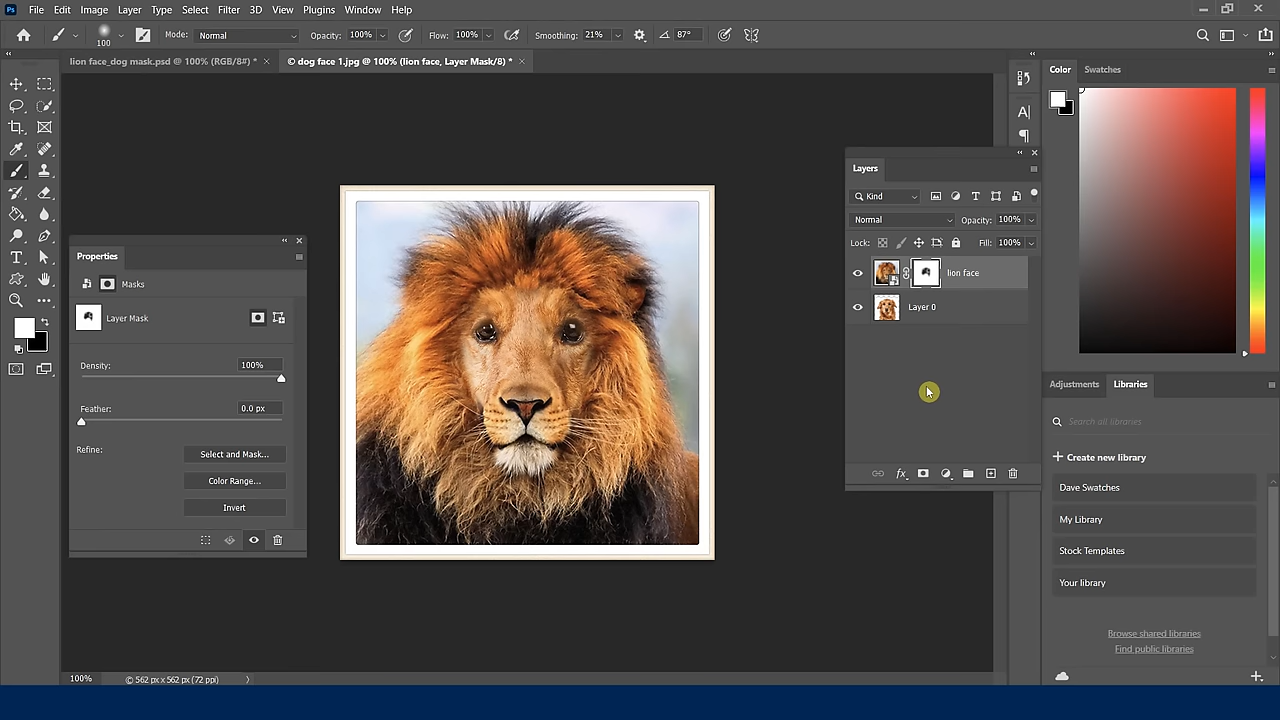 Ps File Edit Image Layer Type Select Filter 3D View Plugins Window Help
100 Mode: Normal Opacity: 100% Flow: 100% Smoothing: 21% 87°
lion face_dog mask.psd @ 100% (RGB/8#) * × © dog face 1.jpg @ 100% (lion face, Layer Mask/8) * ×
Color Swatches
Layers
Kind
Normal Opacity: 100%
Lock: Fill: 100%
lion face
Layer 0
Properties
Masks
Layer Mask
Density: 100%
Feather: 0.0 px
Refine: Select and Mask...
Color Range...
Invert
Adjustments Libraries
Search all libraries
+ Create new library
Dave Swatches
My Library
Stock Templates
Your library
Browse shared libraries
Find public libraries
100% © 562 px x 562 px (72 ppi)